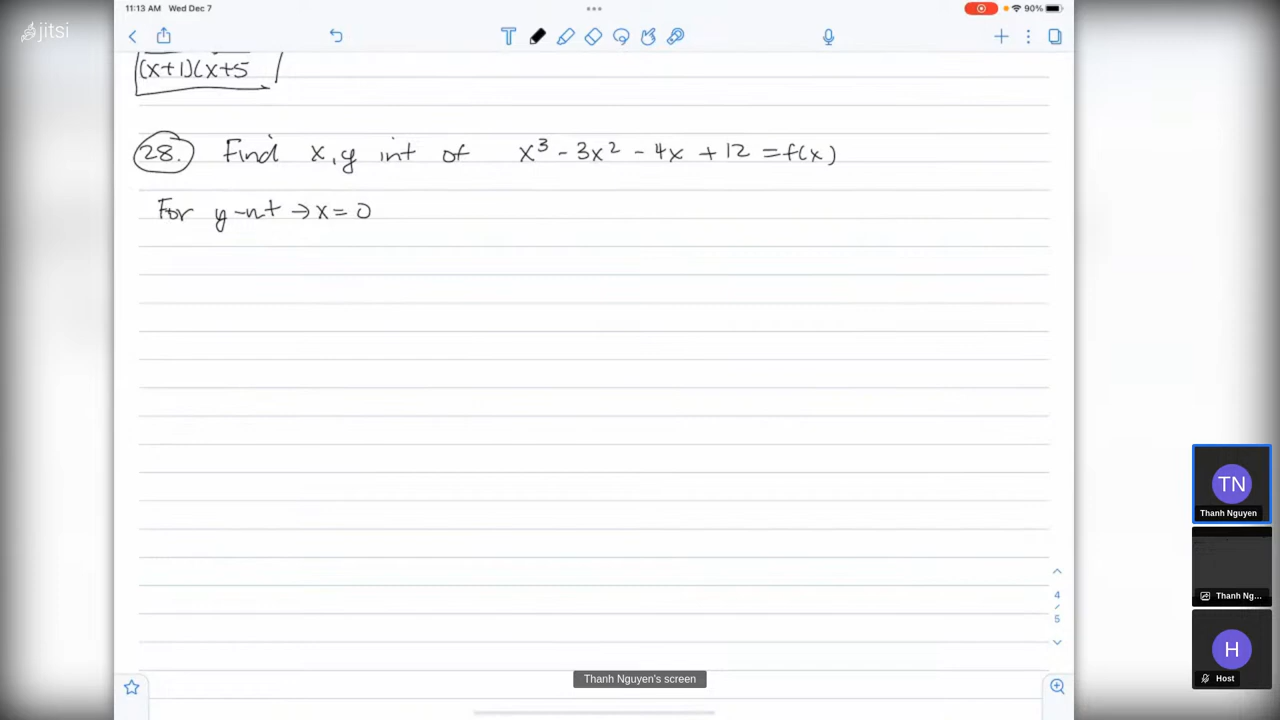 11:13 AM Wed Dec 7
90%
jitsi
(x+1)(x+5
28. Find x,y int of x³ - 3x² - 4x + 12 = f(x)
For y-int → x = 0
TN
Thanh Nguyen
Thanh Ng...
H
Host
4
/
5
Thanh Nguyen's screen